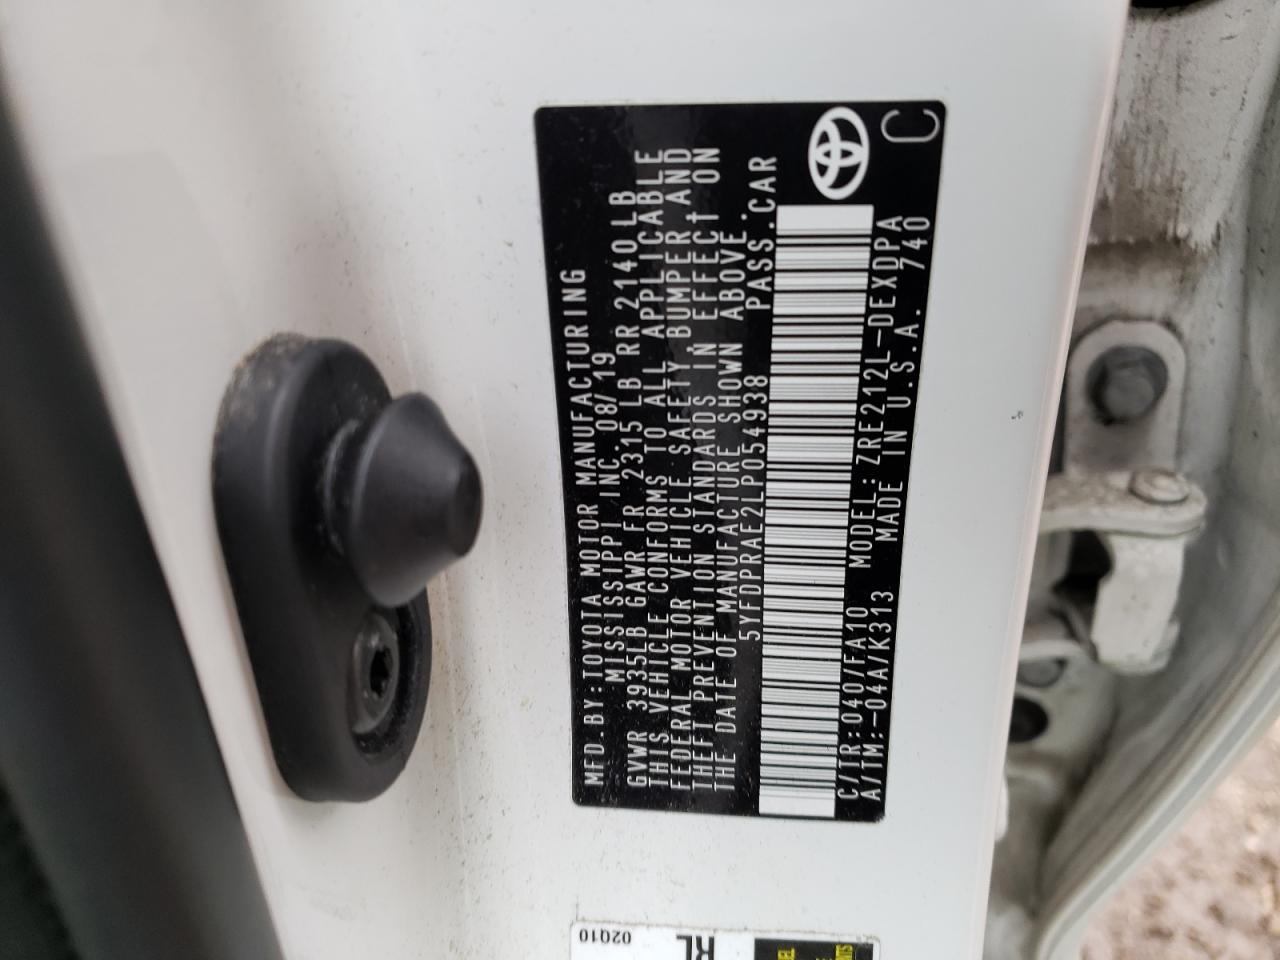 MFD.BY:TOYOTA MOTOR MANUFACTURING
MISSISSIPPI INC.08/19
GVWR 3935LB GAWR FR 2315 LB RR 2140LB
THIS VEHICLE CONFORMS TO ALL APPLICABLE
FEDERAL MOTOR VEHICLE SAFETY,BUMPER,AND
THEFT PREVENTION STANDARDS IN EFFECT ON
THE DATE OF MANUFACTURE SHOWN ABOVE.
5YFDPRAE2LP054938 PASS.CAR
C/TR:040/FA10 MODEL:ZRE212L-DEXDPA
A/TM:-04A/K313 MADE IN U.S.A. 740
C
02Q10
RL